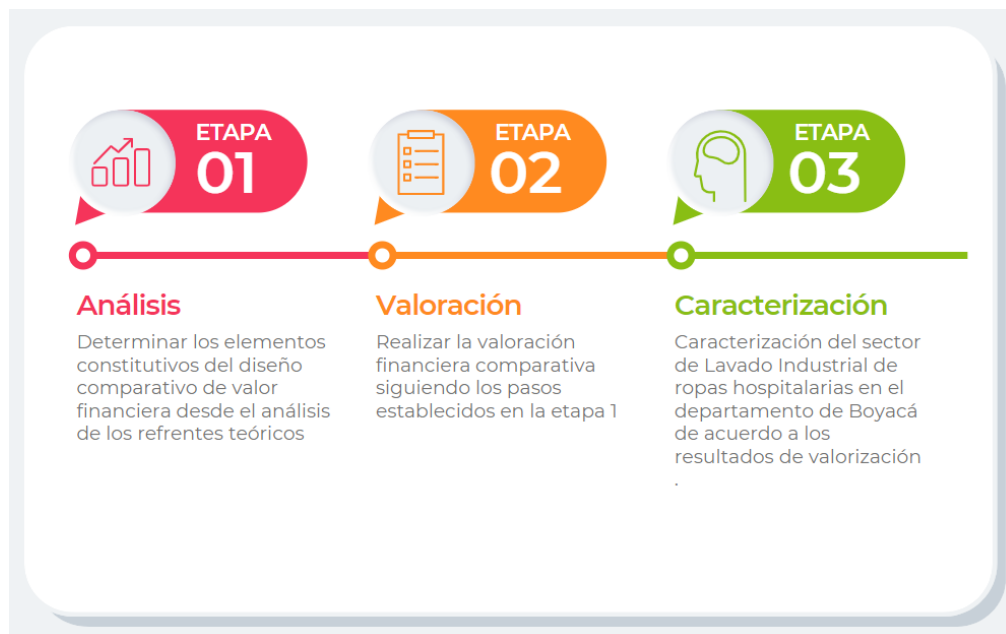 ETAPA
01
ETAPA
02
ETAPA
03
Análisis
Determinar los elementos
constitutivos del diseño
comparativo de valor
financiera desde el análisis
de los refrentes teóricos
Valoración
Realizar la valoración
financiera comparativa
siguiendo los pasos
establecidos en la etapa 1
Caracterización
Caracterización del sector
de Lavado Industrial de
ropas hospitalarias en el
departamento de Boyacá
de acuerdo a los
resultados de valorización
.